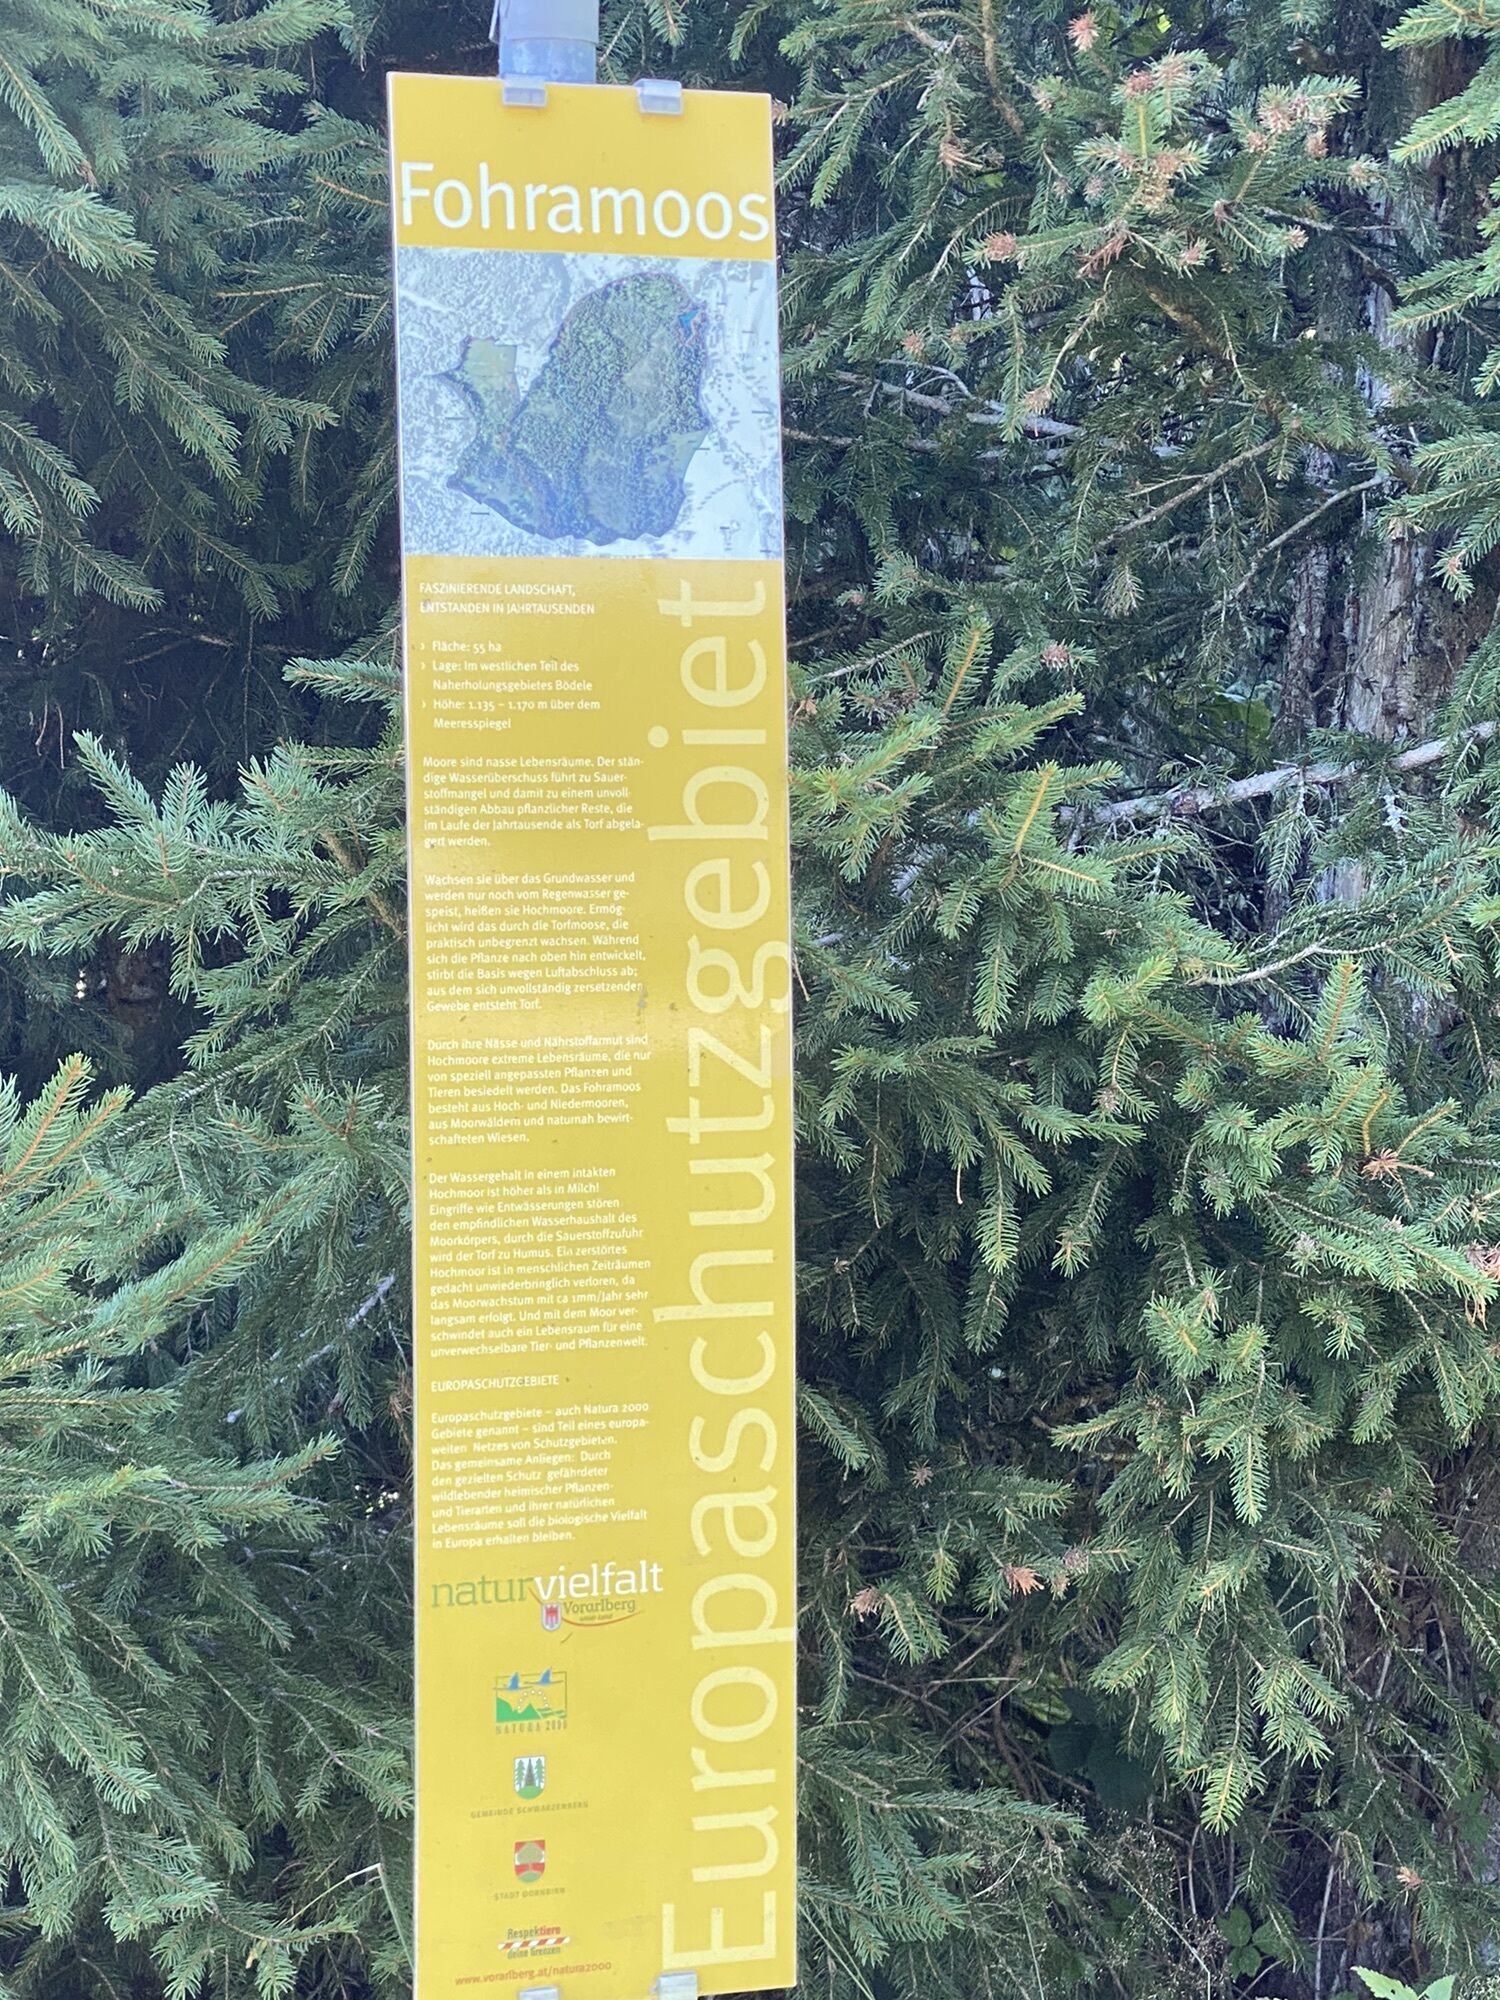 Fohramoos
FASZINIERENDE LANDSCHAFT,
ENTSTANDEN IN JAHRTAUSENDEN
› Fläche: 55 ha
› Lage: Im westlichen Teil des
Naherholungsgebietes Bödele
› Höhe: 1.135 – 1.170 m über dem
Meeresspiegel
Moore sind nasse Lebensräume. Der stän-
dige Wasserüberschuss führt zu Sauer-
stoffmangel und damit zu einem unvoll-
ständigen Abbau pflanzlicher Reste, die
im Laufe der Jahrtausende als Torf abgela-
gert werden.
Wachsen sie über das Grundwasser und
werden nur noch vom Regenwasser ge-
speist, heißen sie Hochmoore. Ermög-
licht wird das durch die Torfmoose, die
praktisch unbegrenzt wachsen. Während
sich die Pflanze nach oben hin entwickelt,
stirbt die Basis wegen Luftabschluss ab;
aus dem sich unvollständig zersetzenden
Gewebe entsteht Torf.
Durch ihre Nässe und Nährstoffarmut sind
Hochmoore extreme Lebensräume, die nur
von speziell angepassten Pflanzen und
Tieren besiedelt werden. Das Fohramoos
besteht aus Hoch- und Niedermooren,
aus Moorwäldern und naturnah bewirt-
schafteten Wiesen.
Der Wassergehalt in einem intakten
Hochmoor ist höher als in Milch!
Eingriffe wie Entwässerungen stören
den empfindlichen Wasserhaushalt des
Moorkörpers, durch die Sauerstoffzufuhr
wird der Torf zu Humus. Ein zerstörtes
Hochmoor ist in menschlichen Zeiträumen
gedacht unwiederbringlich verloren, da
das Moorwachstum mit ca 1mm/Jahr sehr
langsam erfolgt. Und mit dem Moor ver-
schwindet auch ein Lebensraum für eine
unverwechselbare Tier- und Pflanzenwelt.
EUROPASCHUTZGEBIETE
Europaschutzgebiete – auch Natura 2000
Gebiete genannt – sind Teil eines europa-
weiten Netzes von Schutzgebieten.
Das gemeinsame Anliegen: Durch
den gezielten Schutz gefährdeter
wildlebender heimischer Pflanzen-
und Tierarten und ihrer natürlichen
Lebensräume soll die biologische Vielfalt
in Europa erhalten bleiben.
Europaschutzgebiet
naturvielfalt
Vorarlberg
unser Land
NATURA 2000
GEMEINDE SCHWARZENBERG
STADT DORNBIRN
Respektiere
deine Grenzen
www.vorarlberg.at/natura2000